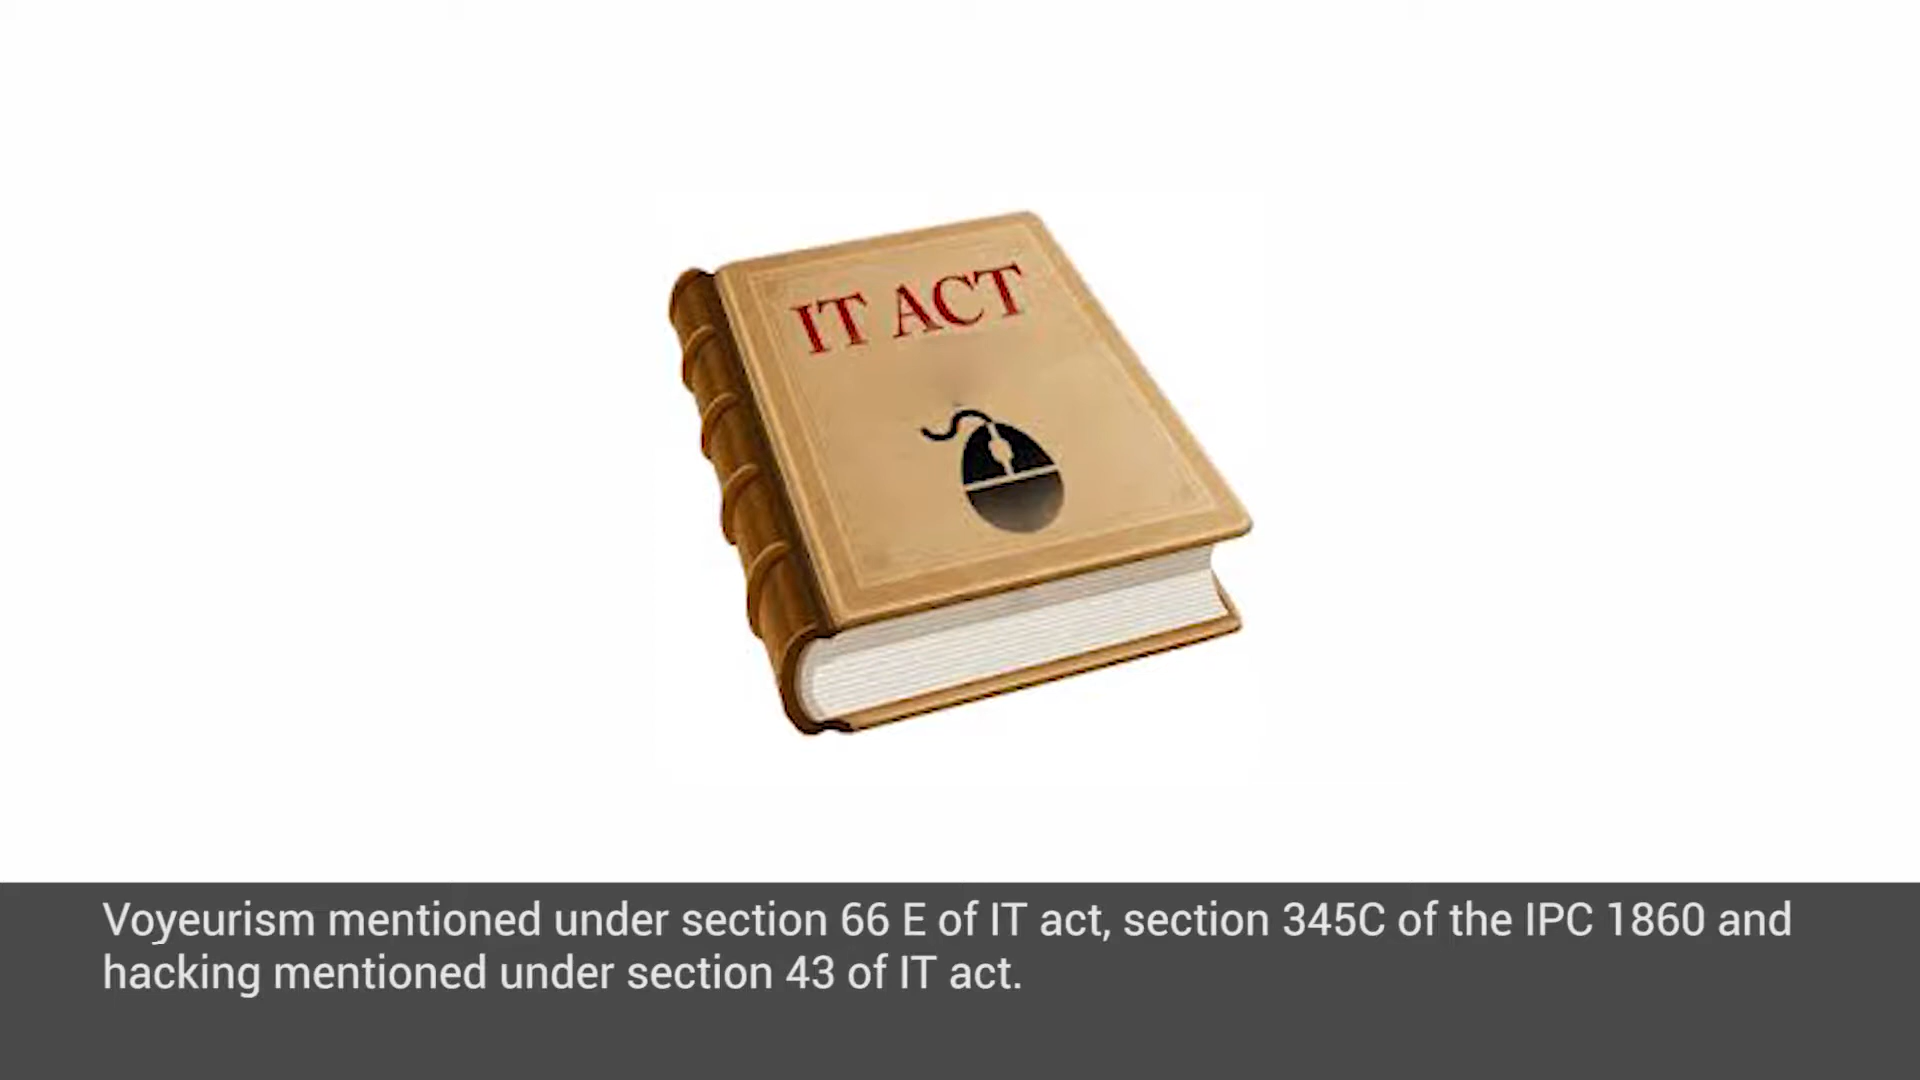 IT ACT
Voyeurism mentioned under section 66 E of IT act, section 345C of the IPC 1860 and
hacking mentioned under section 43 of IT act.